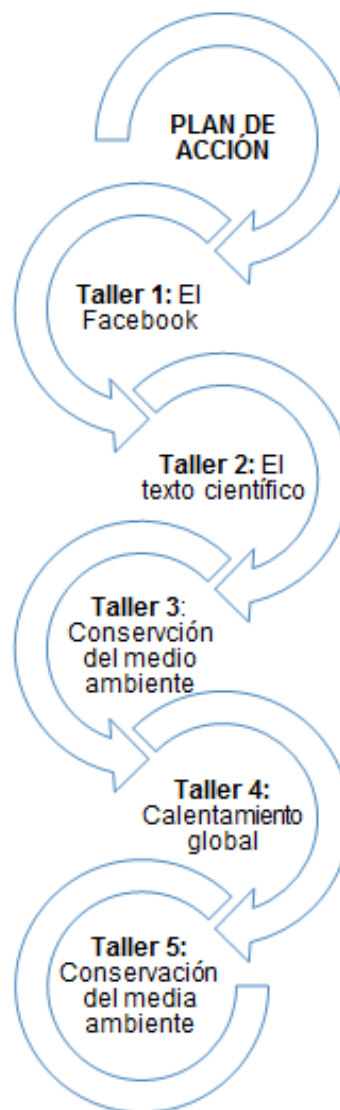 PLAN DE
ACCIÓN
Taller 1: El
Facebook
Taller 2: El
texto científico
Taller 3:
Conservción
del medio
ambiente
Taller 4:
Calentamiento
global
Taller 5:
Conservación
del media
ambiente